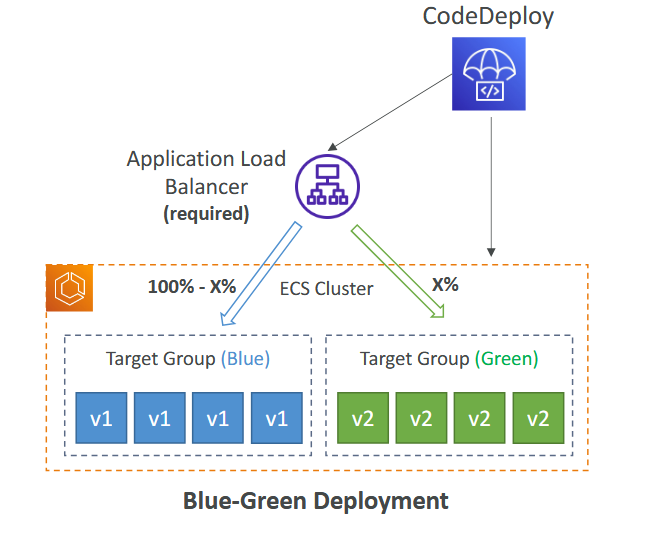 CodeDeploy
</>
Application Load
Balancer
(required)
100% - X%
ECS Cluster
X%
Target Group (Blue)
Target Group (Green)
v1 v1 v1 v1
v2 v2 v2 v2
Blue-Green Deployment